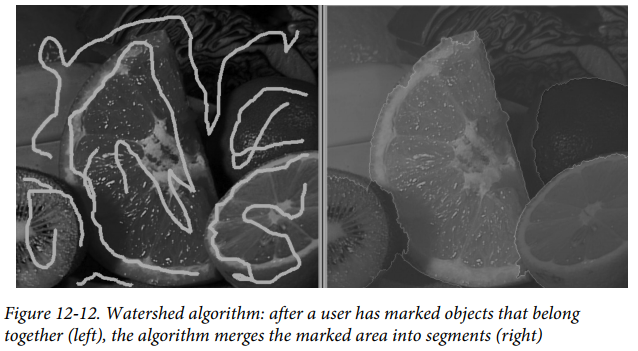 Figure 12-12. Watershed algorithm: after a user has marked objects that belong
together (left), the algorithm merges the marked area into segments (right)